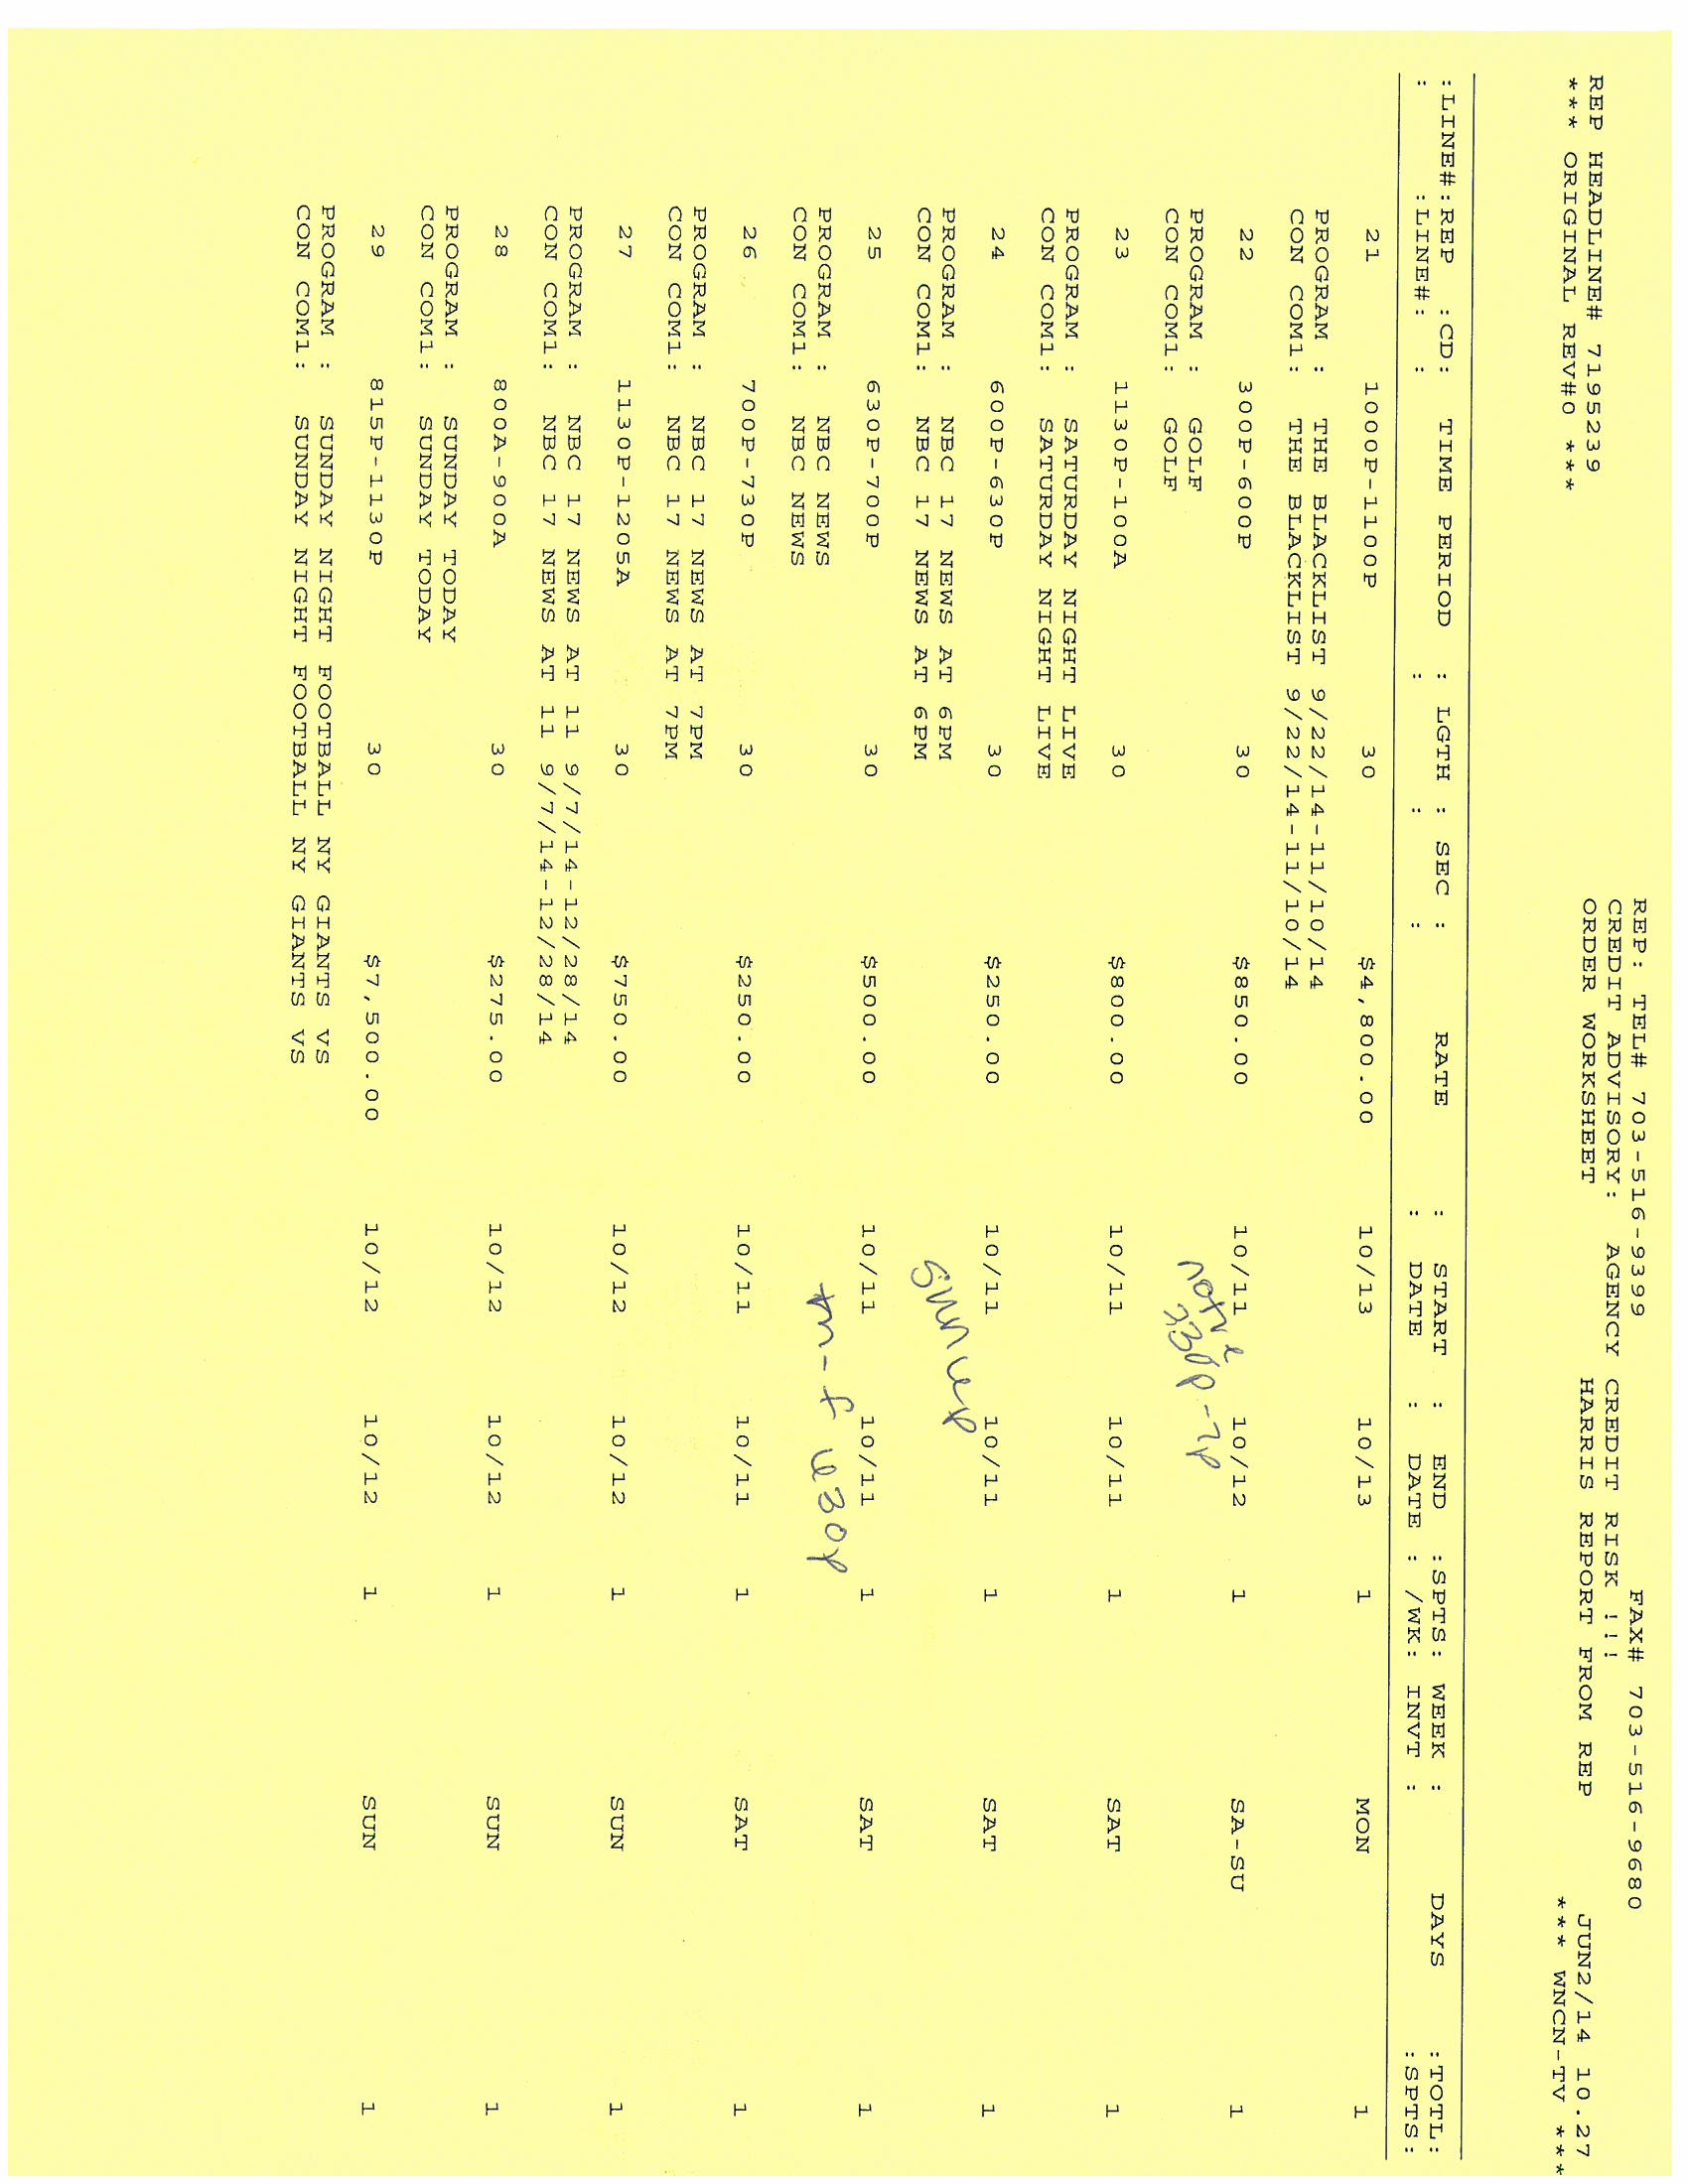 REP: TEL# 703-516-9399 FAX# 703-516-9680
CREDIT ADVISORY: AGENCY CREDIT RISK !!!
REP HEADLINE# 7195239 ORDER WORKSHEET HARRIS REPORT FROM REP JUN2/14 10.27
*** ORIGINAL REV#0 *** *** WNCN-TV ***
:LINE#:REP :CD: TIME PERIOD : LGTH : SEC : RATE : START : END :SPTS: WEEK : DAYS :TOTL:
: :LINE#: : : : : : DATE : DATE : /WK: INVT : :SPTS:
21 1000P-1100P 30 $4,800.00 10/13 10/13 1 MON 1
PROGRAM : THE BLACKLIST 9/22/14-11/10/14
CON COM1: THE BLACKLIST 9/22/14-11/10/14
22 300P-600P 30 $850.00 10/11 10/12 1 SA-SU 1
PROGRAM : GOLF
CON COM1: GOLF
23 1130P-100A 30 $800.00 10/11 10/11 1 SAT 1
PROGRAM : SATURDAY NIGHT LIVE
CON COM1: SATURDAY NIGHT LIVE
24 600P-630P 30 $250.00 10/11 10/11 1 SAT 1
PROGRAM : NBC 17 NEWS AT 6PM
CON COM1: NBC 17 NEWS AT 6PM
25 630P-700P 30 $500.00 10/11 10/11 1 SAT 1
PROGRAM : NBC NEWS
CON COM1: NBC NEWS
m-f 630p
26 700P-730P 30 $250.00 10/11 10/11 1 SAT 1
PROGRAM : NBC 17 NEWS AT 7PM
CON COM1: NBC 17 NEWS AT 7PM
27 1130P-1205A 30 $750.00 10/12 10/12 1 SUN 1
PROGRAM : NBC 17 NEWS AT 11 9/7/14-12/28/14
CON COM1: NBC 17 NEWS AT 11 9/7/14-12/28/14
28 800A-900A 30 $275.00 10/12 10/12 1 SUN 1
PROGRAM : SUNDAY TODAY
CON COM1: SUNDAY TODAY
29 815P-1130P 30 $7,500.00 10/12 10/12 1 SUN 1
PROGRAM : SUNDAY NIGHT FOOTBALL NY GIANTS VS
CON COM1: SUNDAY NIGHT FOOTBALL NY GIANTS VS